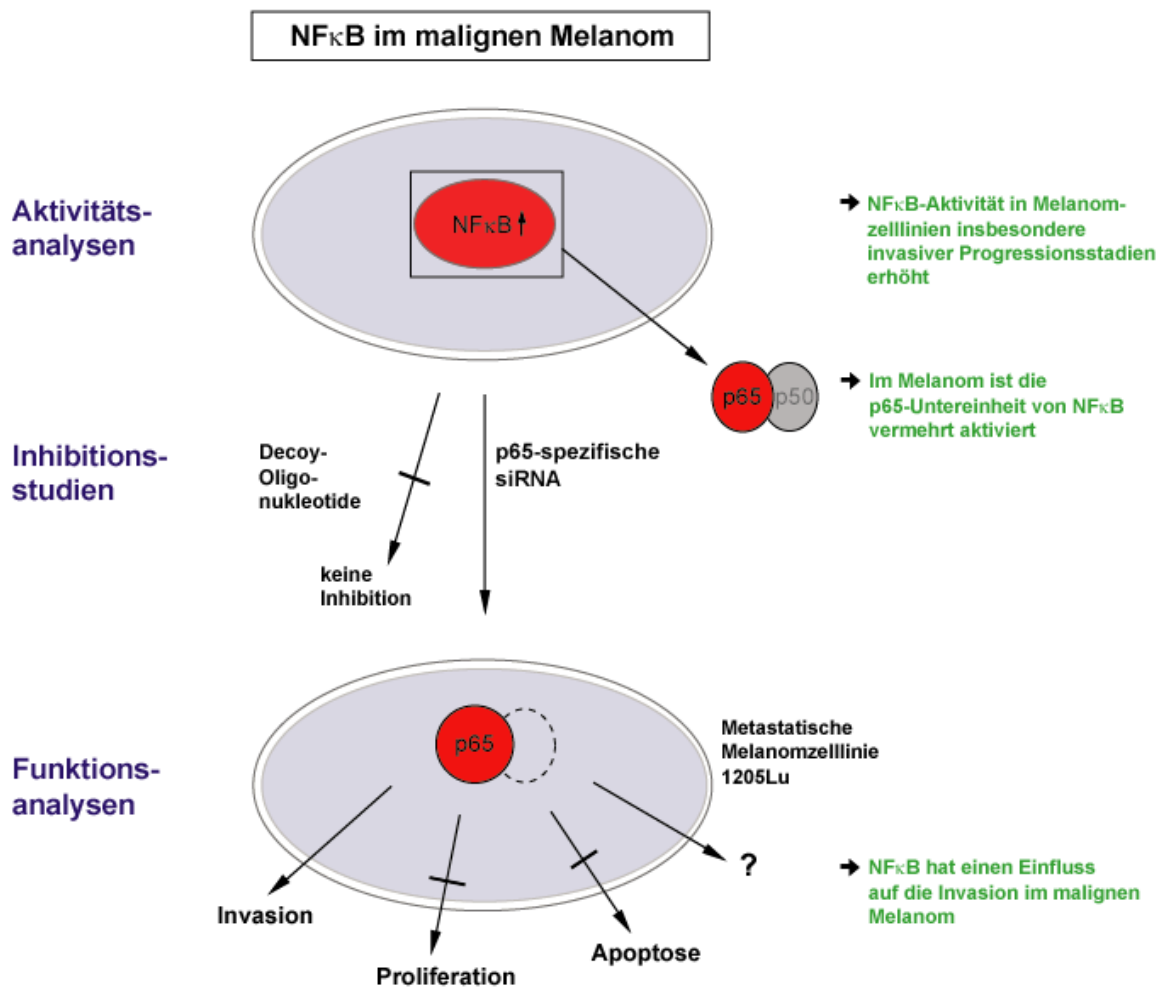 NFκB im malignen Melanom
Aktivitäts-
analysen
NFκB
NFκB-Aktivität in Melanom-
zelllinien insbesondere
invasiver Progressionsstadien
erhöht
p65
p50
Im Melanom ist die
p65-Untereinheit von NFκB
vermehrt aktiviert
Inhibitions-
studien
Decoy-
Oligo-
nukleotide
p65-spezifische
siRNA
keine
Inhibition
Funktions-
analysen
p65
Metastatische
Melanomzelllinie
1205Lu
Invasion
Proliferation
Apoptose
?
NFκB hat einen Einfluss
auf die Invasion im malignen
Melanom